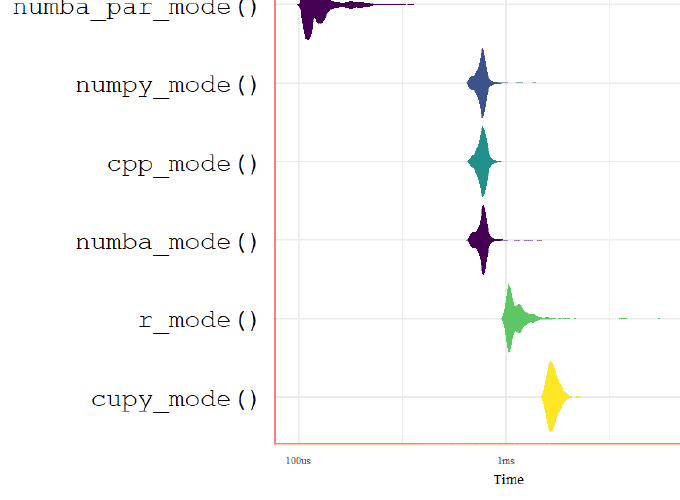 numba_par_mode()
numpy_mode()
cpp_mode()
numba_mode()
r_mode()
cupy_mode()
100us 1ms
Time